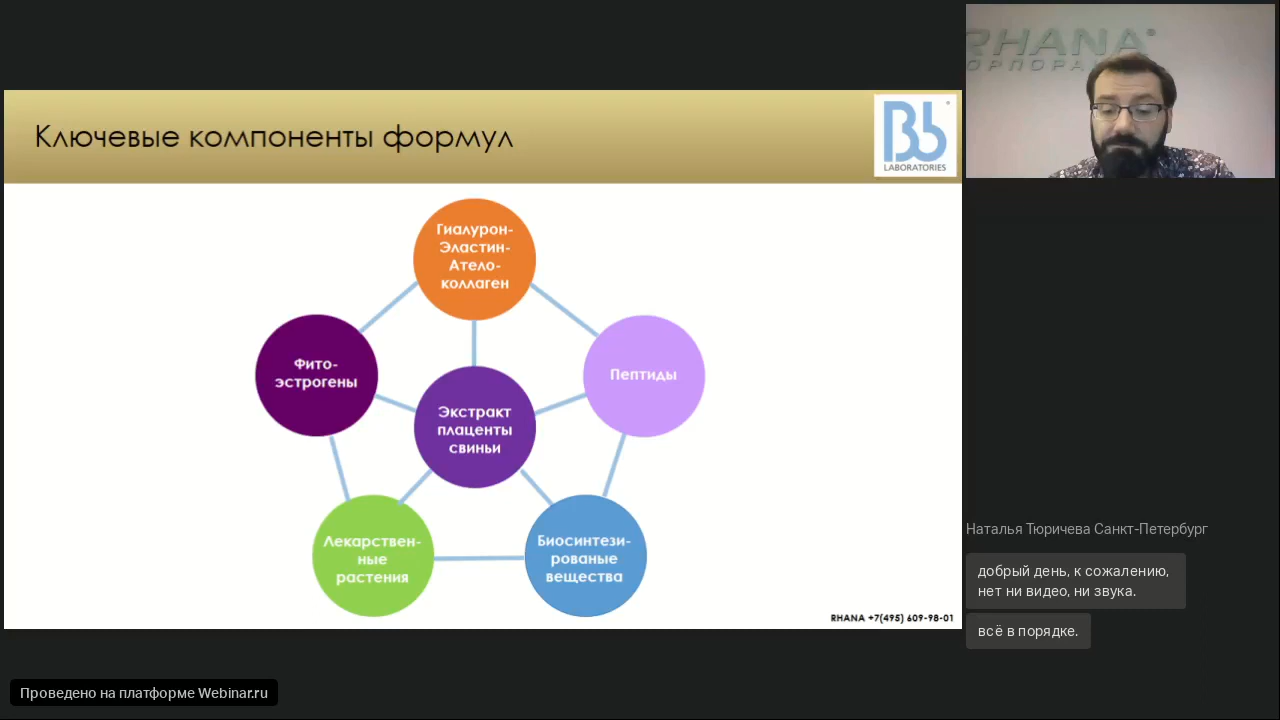 Ключевые компоненты формул
Bb
LABORATORIES
Гиалурон-
Эластин-
Ателo-
коллаген
Фито-
эстрогены
Пептиды
Экстракт
плаценты
свиньи
Лекарствен-
ные
растения
Биосинтези-
рованые
вещества
RHANA +7(495) 609-98-01
RHANA
Наталья Тюричева Санкт-Петербург
добрый день, к сожалению,
нет ни видео, ни звука.
всё в порядке.
Проведено на платформе Webinar.ru